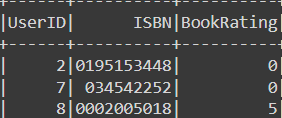 |UserID|      ISBN|BookRating|
|     2|0195153448|         0|
|     7| 034542252|         0|
|     8|0002005018|         5|